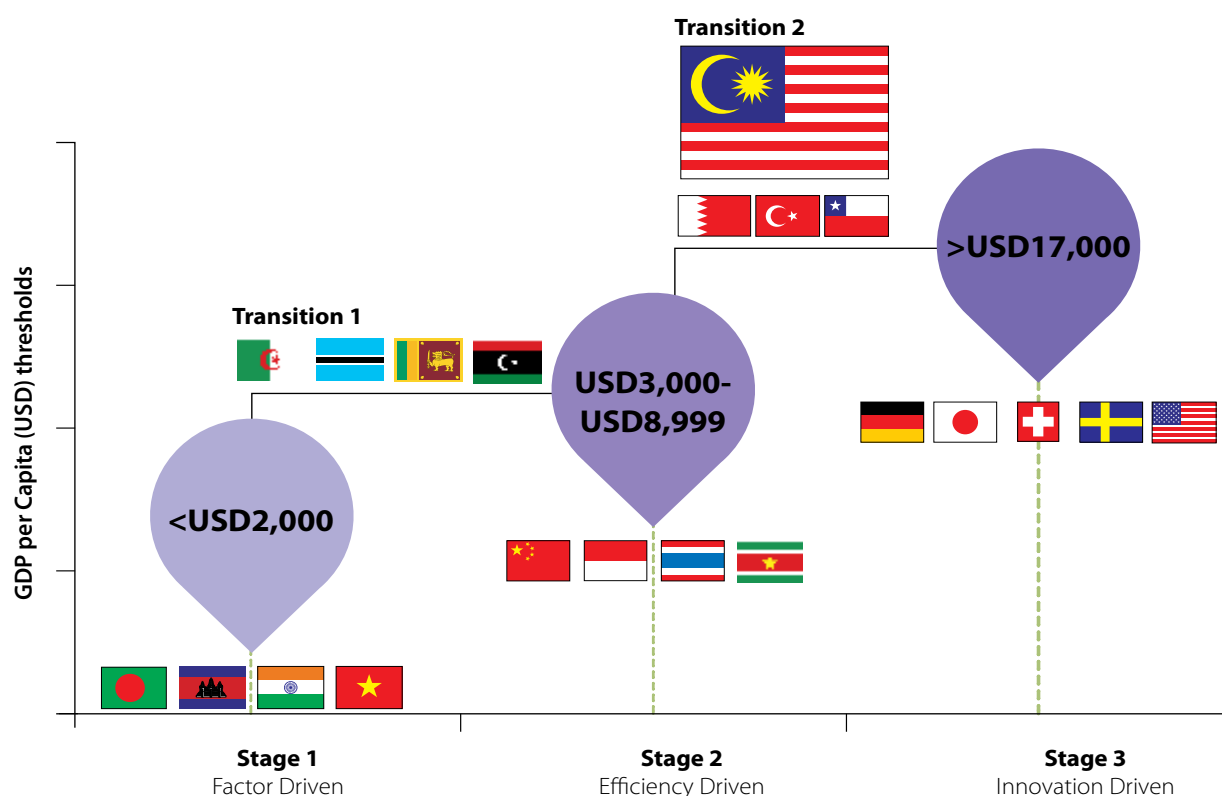 Transition 2
>USD17,000
Transition 1
USD3,000-
USD8,999
<USD2,000
GDP per Capita (USD) thresholds
Stage 1
Factor Driven
Stage 2
Efficiency Driven
Stage 3
Innovation Driven